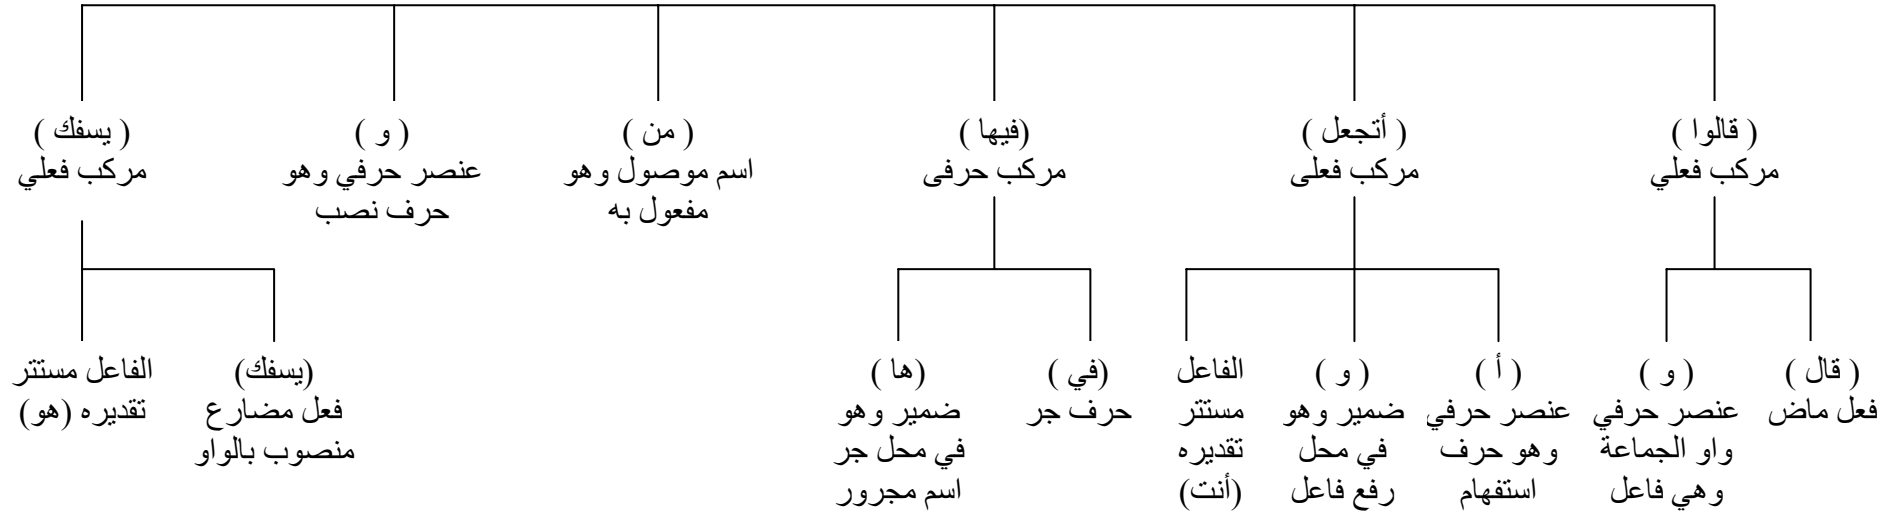 ( قالوا )
مركب فعلي
( أتجعل )
مركب فعلى
(فيها )
مركب حرفى
( من )
اسم موصول وهو
مفعول به
( و )
عنصر حرفي وهو
حرف نصب
( يسفك )
مركب فعلي
( قال )
فعل ماض
( و )
عنصر حرفي
واو الجماعة
وهي فاعل
( أ )
عنصر حرفي
وهو حرف
استفهام
( و )
ضمير وهو
في محل
رفع فاعل
الفاعل
مستتر
تقديره
(أنت)
(في )
حرف جر
(ها )
ضمير وهو
في محل جر
اسم مجرور
(يسفك)
فعل مضارع
منصوب بالواو
الفاعل مستتر
تقديره (هو)